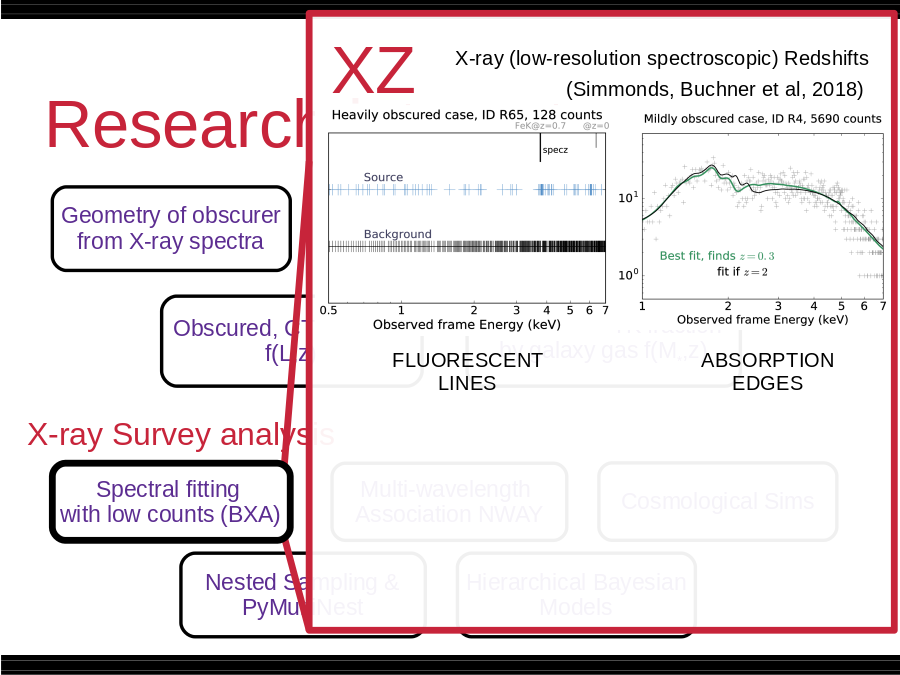 Research
Geometry of obscurer
from X-ray spectra
Obscured, C
f(L,z
by galaxy gas f(M,,z)
X-ray Survey analysis
Spectral fitting
with low counts (BXA)
Multi-wavelength
Association NWAY
Cosmological Sims
Nested Sampling &
PyMultiNest
Hierarchical Bayesian
Models
XZ
X-ray (low-resolution spectroscopic) Redshifts
(Simmonds, Buchner et al, 2018)
Heavily obscured case, ID R65, 128 counts
FeK@z=0.7 @z=0
specz
Source
Background
0.5 1 2 3 4 5 6 7
Observed frame Energy (keV)
FLUORESCENT
LINES
Mildly obscured case, ID R4, 5690 counts
10^1
10^0
Best fit, finds z = 0.3
fit if z = 2
1 2 3 4 5 6 7
Observed frame Energy (keV)
ABSORPTION
EDGES